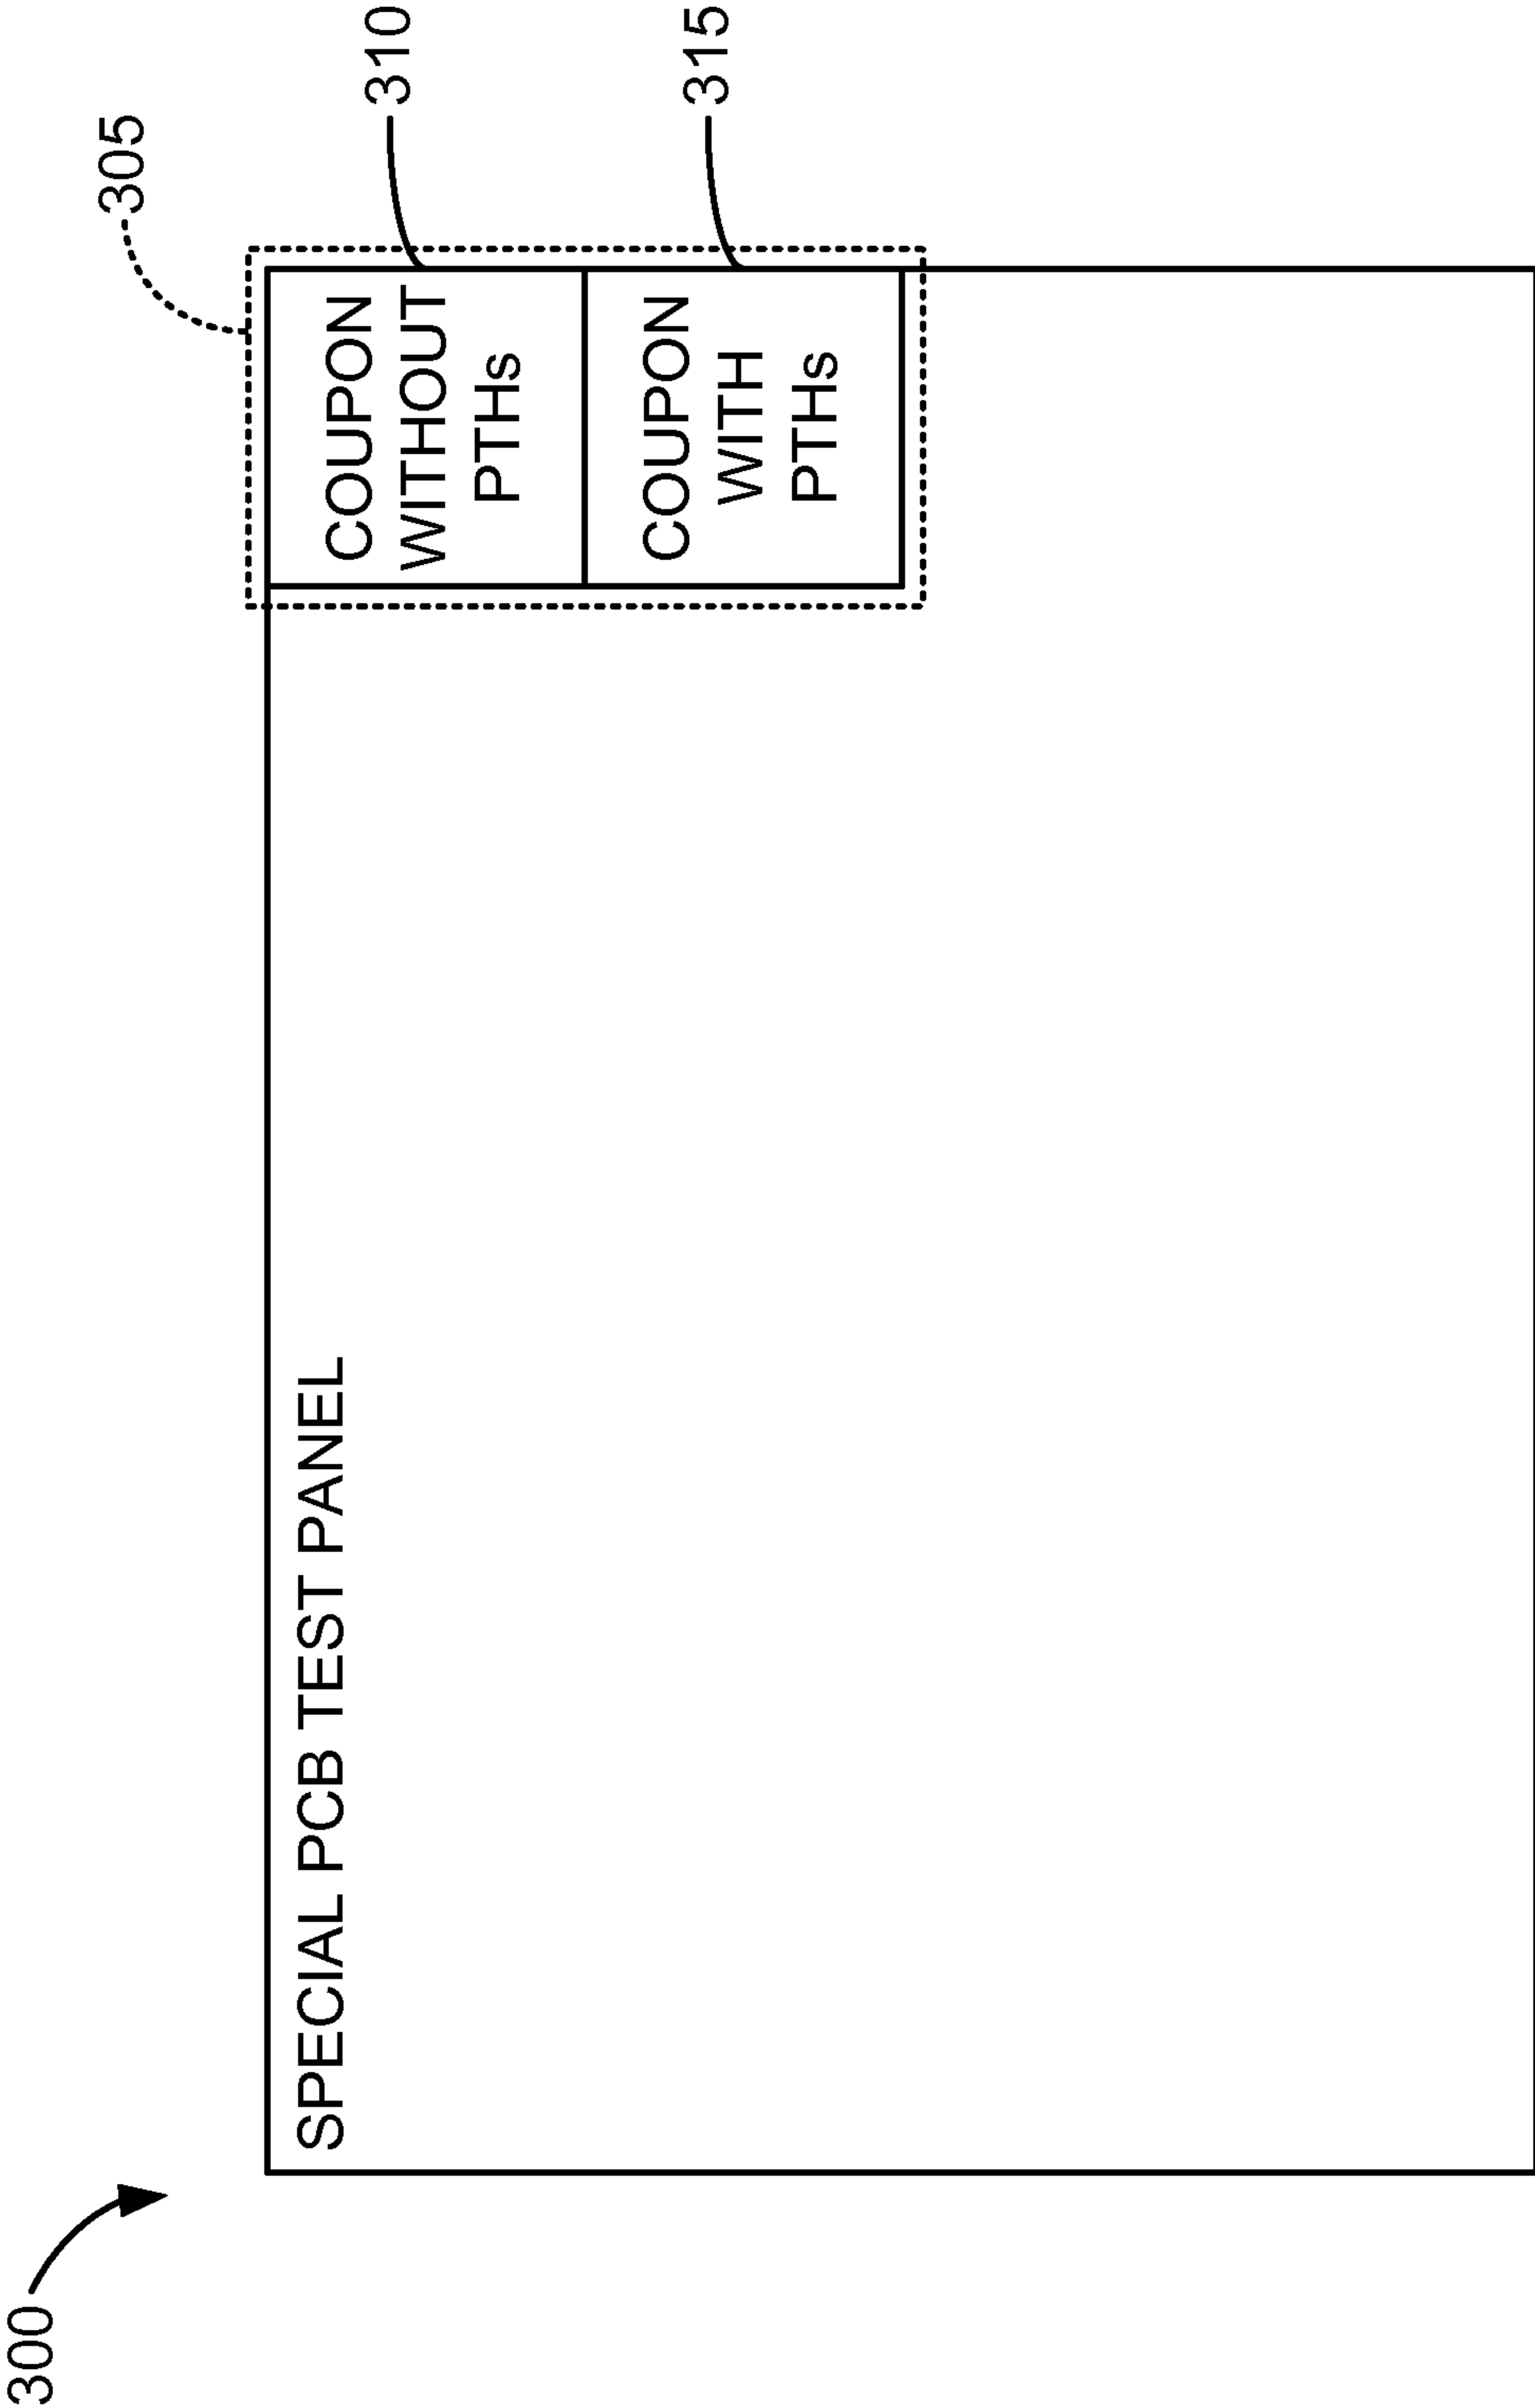 300
305
SPECIAL PCB TEST PANEL
COUPON
WITHOUT
PTHs
310
COUPON
WITH
PTHs
315